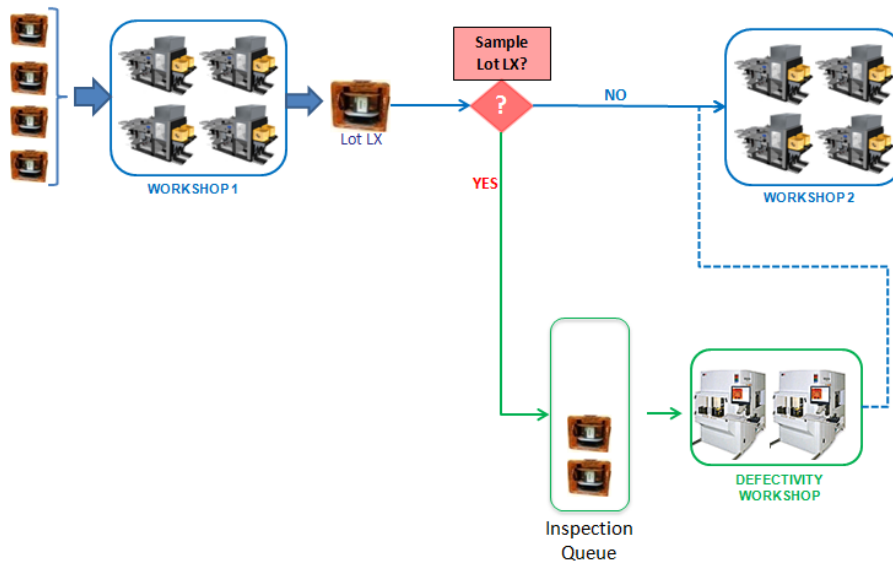 Sample
Lot LX?
?
NO
Lot LX
WORKSHOP 1
WORKSHOP 2
YES
DEFECTIVITY
WORKSHOP
Inspection
Queue